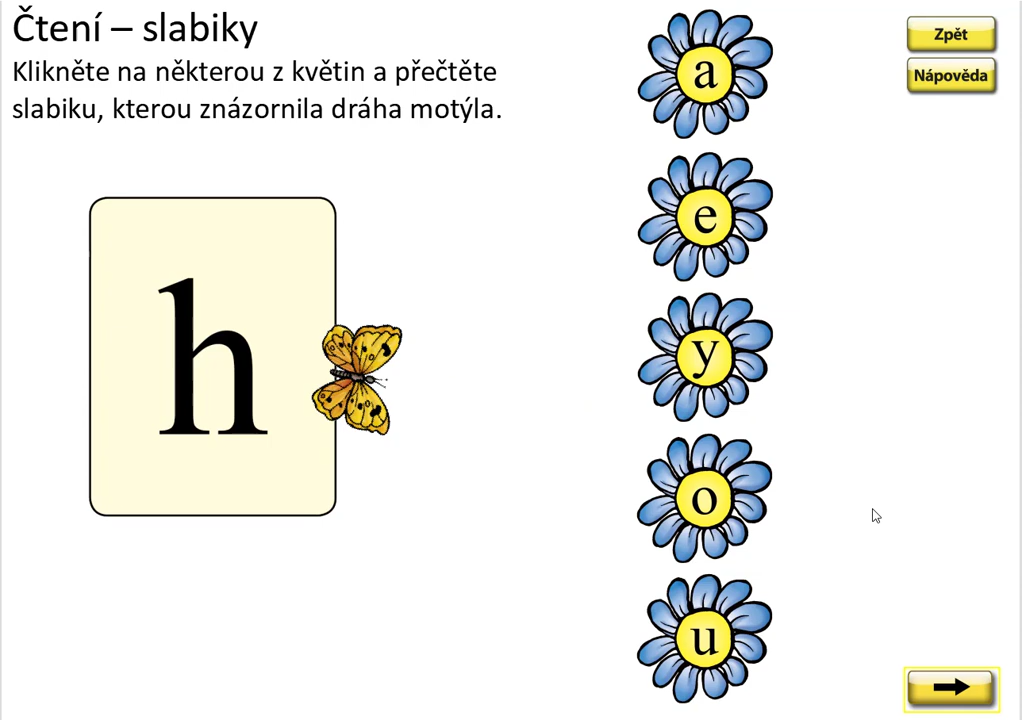 Čtení – slabiky
Klikněte na některou z květin a přečtěte
slabiku, kterou znázornila dráha motýla.
Zpět
Nápověda
h
a
e
y
o
u